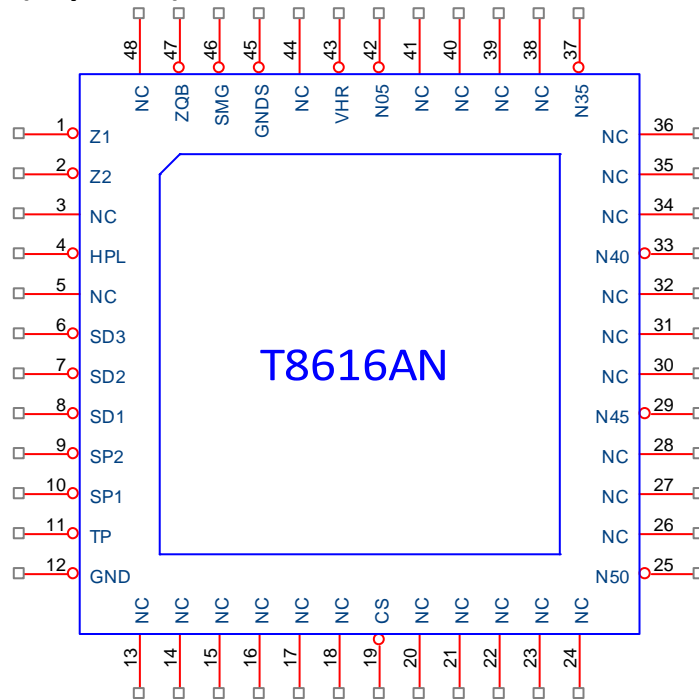 48 47 46 45 44 43 42 41 40 39 38 37
NC ZQB SMG GNDS NC VHR N05 NC NC NC NC N35
1 Z1 NC 36
2 Z2 NC 35
3 NC NC 34
4 HPL N40 33
5 NC NC 32
6 SD3 NC 31
7 SD2 NC 30
T8616AN
8 SD1 N45 29
9 SP2 NC 28
10 SP1 NC 27
11 TP NC 26
12 GND N50 25
NC NC NC NC NC NC CS NC NC NC NC NC
13 14 15 16 17 18 19 20 21 22 23 24